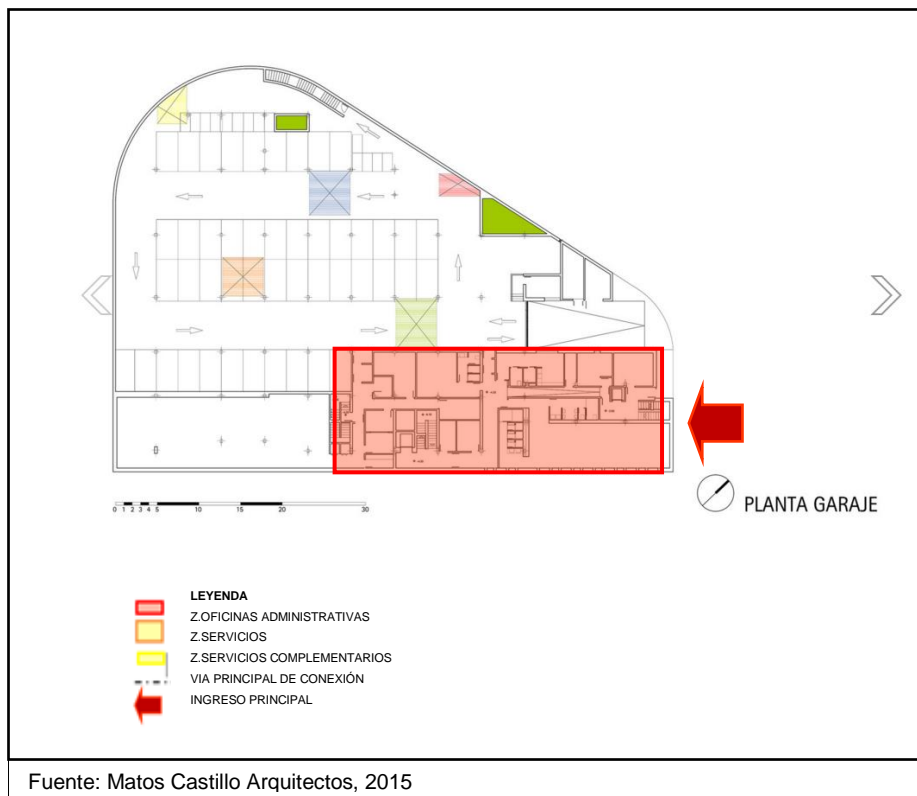 PLANTA GARAJE
0 1 2 3 4 5 10 15 20 30
LEYENDA
Z.OFICINAS ADMINISTRATIVAS
Z.SERVICIOS
Z.SERVICIOS COMPLEMENTARIOS
VIA PRINCIPAL DE CONEXIÓN
INGRESO PRINCIPAL
Fuente: Matos Castillo Arquitectos, 2015